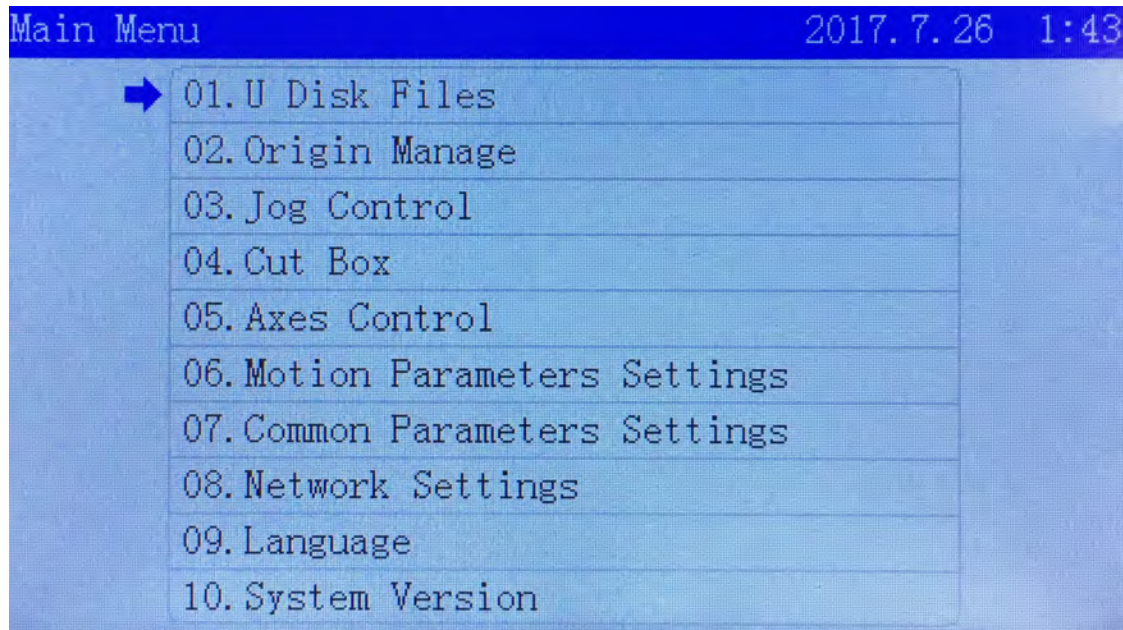 Main Menu 2017.7.26 1:43
01.U Disk Files
02.Origin Manage
03.Jog Control
04.Cut Box
05.Axes Control
06.Motion Parameters Settings
07.Common Parameters Settings
08.Network Settings
09.Language
10.System Version